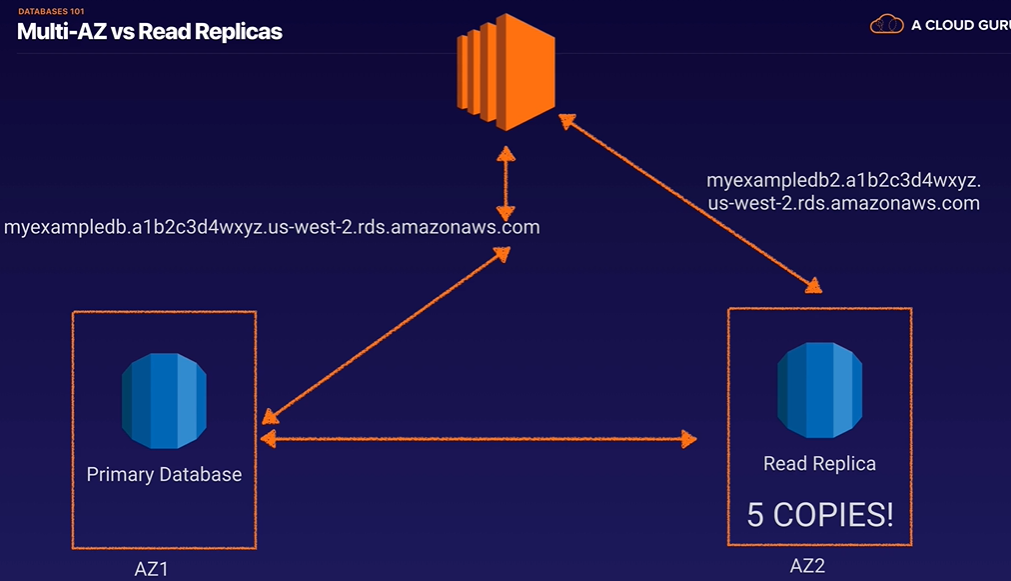 DATABASES 101
Multi-AZ vs Read Replicas
A CLOUD GURU
myexampledb2.a1b2c3d4wxyz.
us-west-2.rds.amazonaws.com
myexampledb.a1b2c3d4wxyz.us-west-2.rds.amazonaws.com
Primary Database
Read Replica
5 COPIES!
AZ1
AZ2